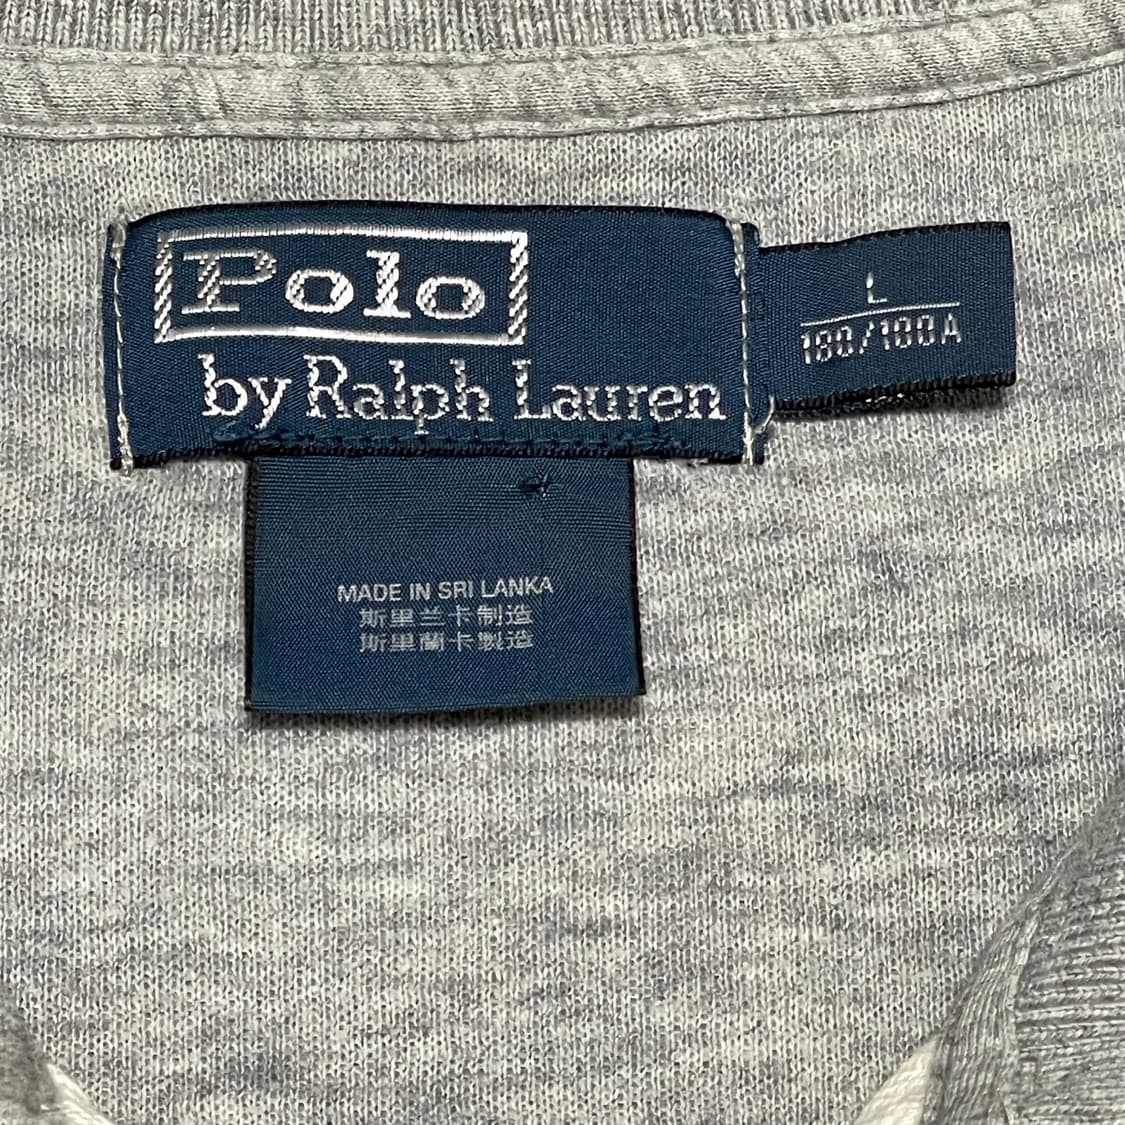 Polo
by Ralph Lauren
L
180/100A
MADE IN SRI LANKA
斯里兰卡制造
斯里蘭卡製造